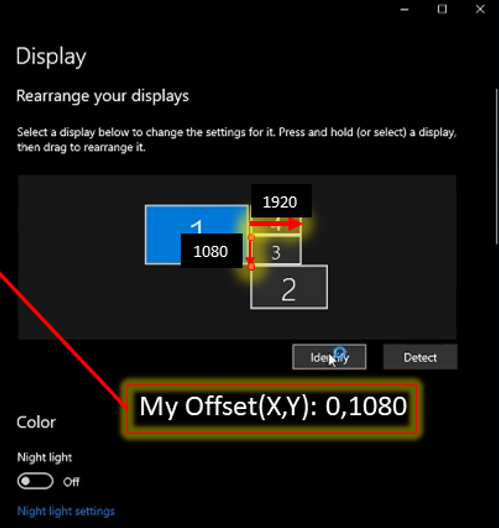 Display
Rearrange your displays
Select a display below to change the settings for it. Press and hold (or select) a display,
then drag to rearrange it.
1920
1
4
1080
3
2
Identify
Detect
My Offset(X,Y): 0,1080
Color
Night light
Off
Night light settings